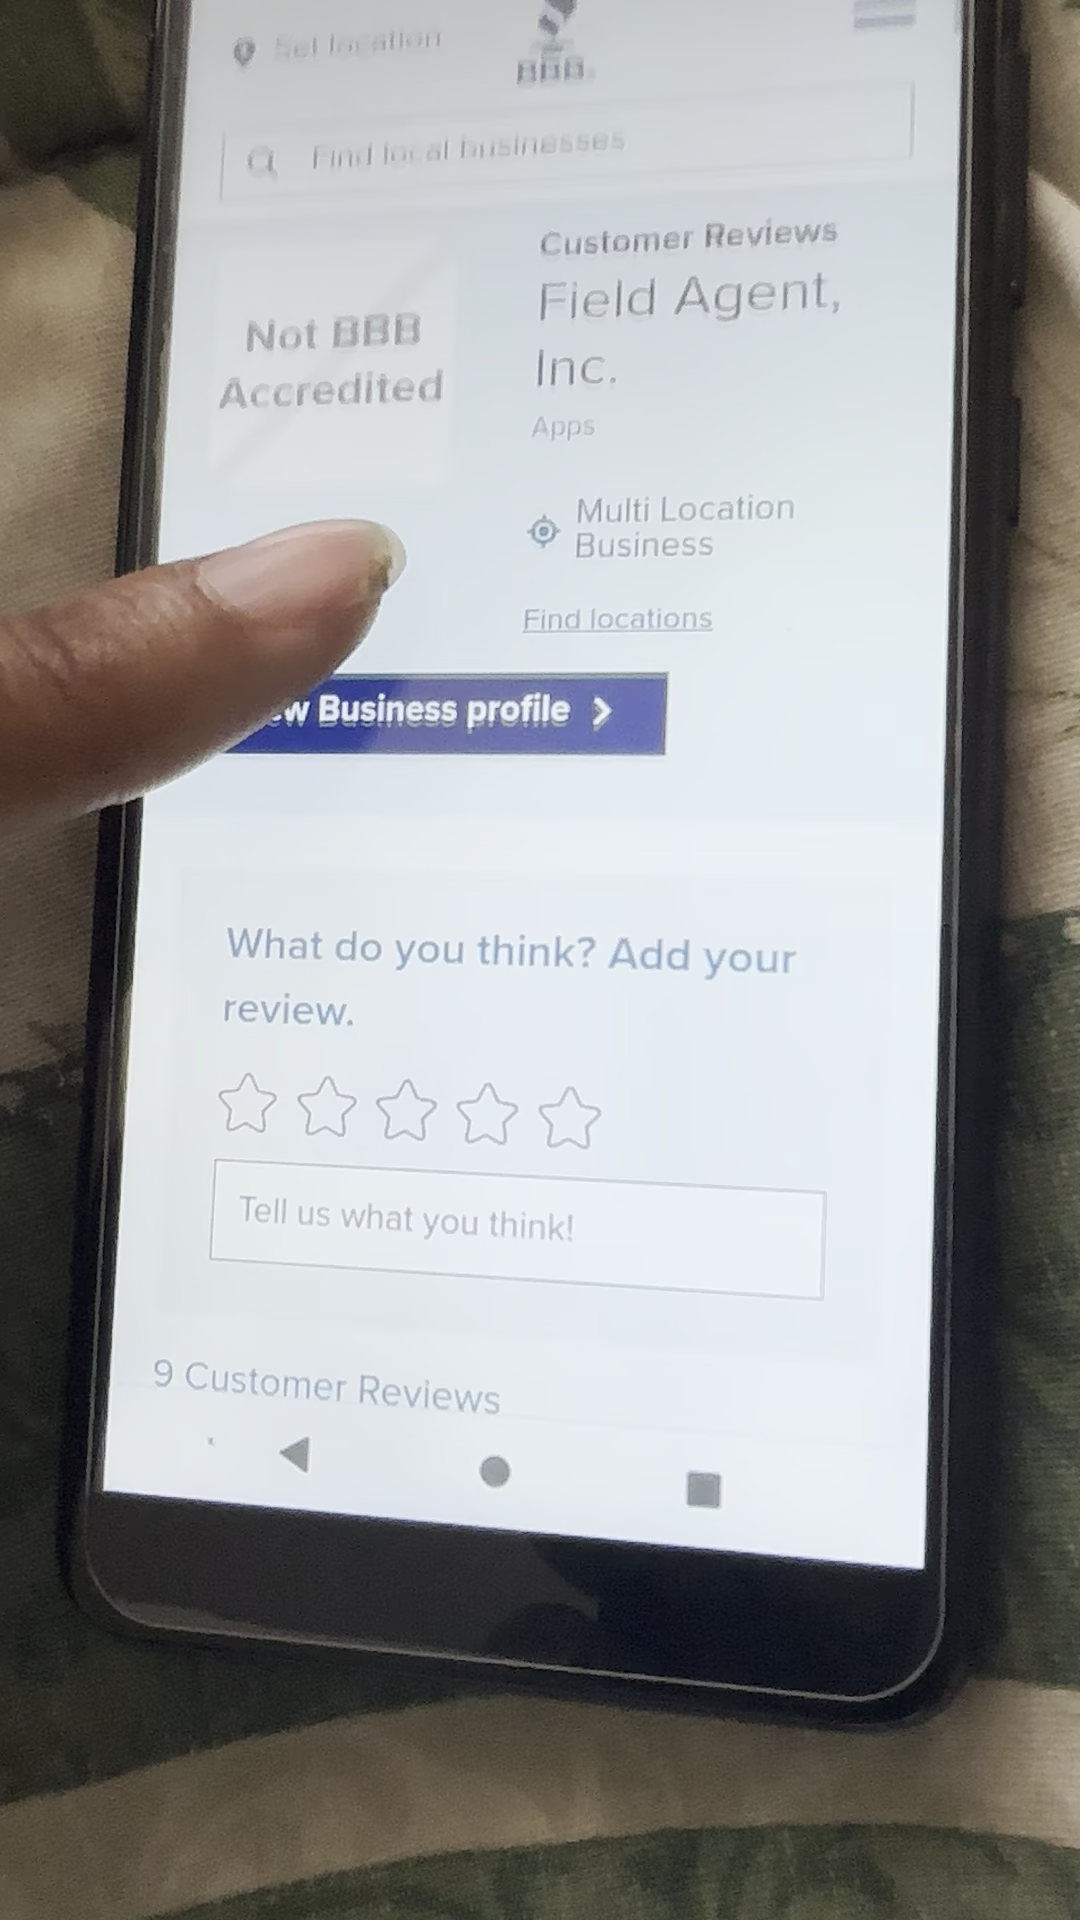 Set location
BBB.
Find local businesses
Not BBB
Accredited
Customer Reviews
Field Agent,
Inc.
Apps
Multi Location
Business
Find locations
Business profile
What do you think? Add your
review.
Tell us what you think!
9 Customer Reviews